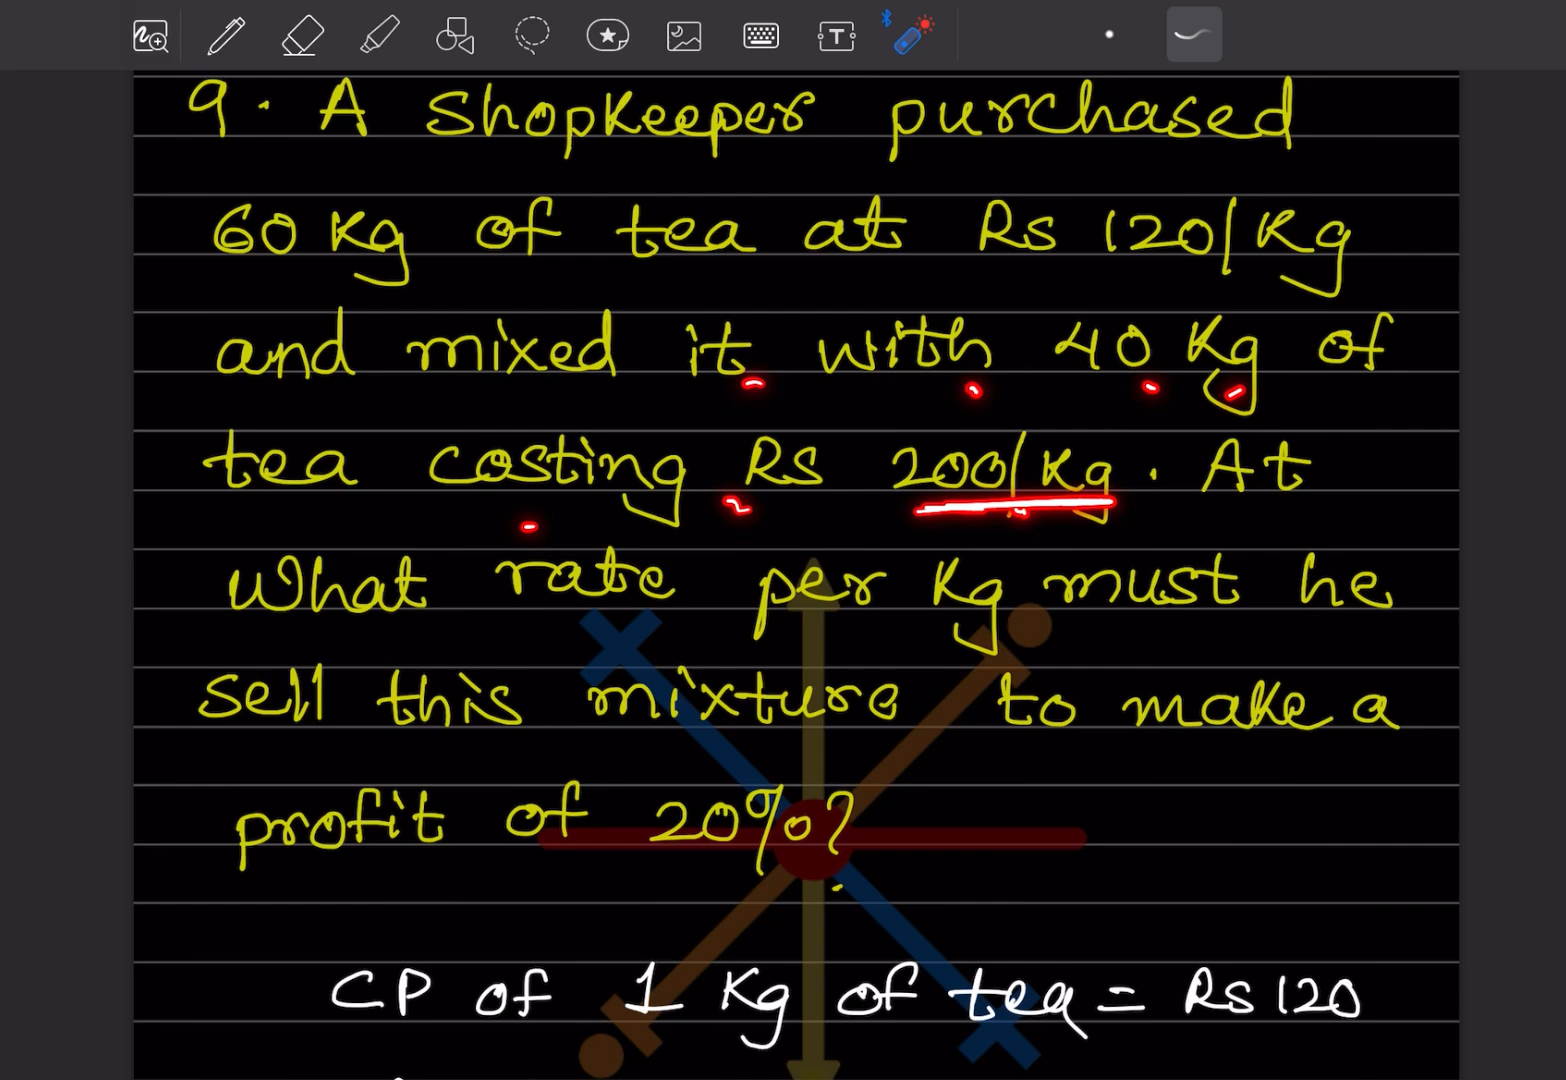 9. A Shopkeeper purchased
60 Kg of tea at Rs 120/Kg
and mixed it with 40 Kg of
tea costing Rs 200/Kg. At
What rate per Kg must he
sell this mixture to make a
profit of 20%?
CP of 1 Kg of tea = Rs 120